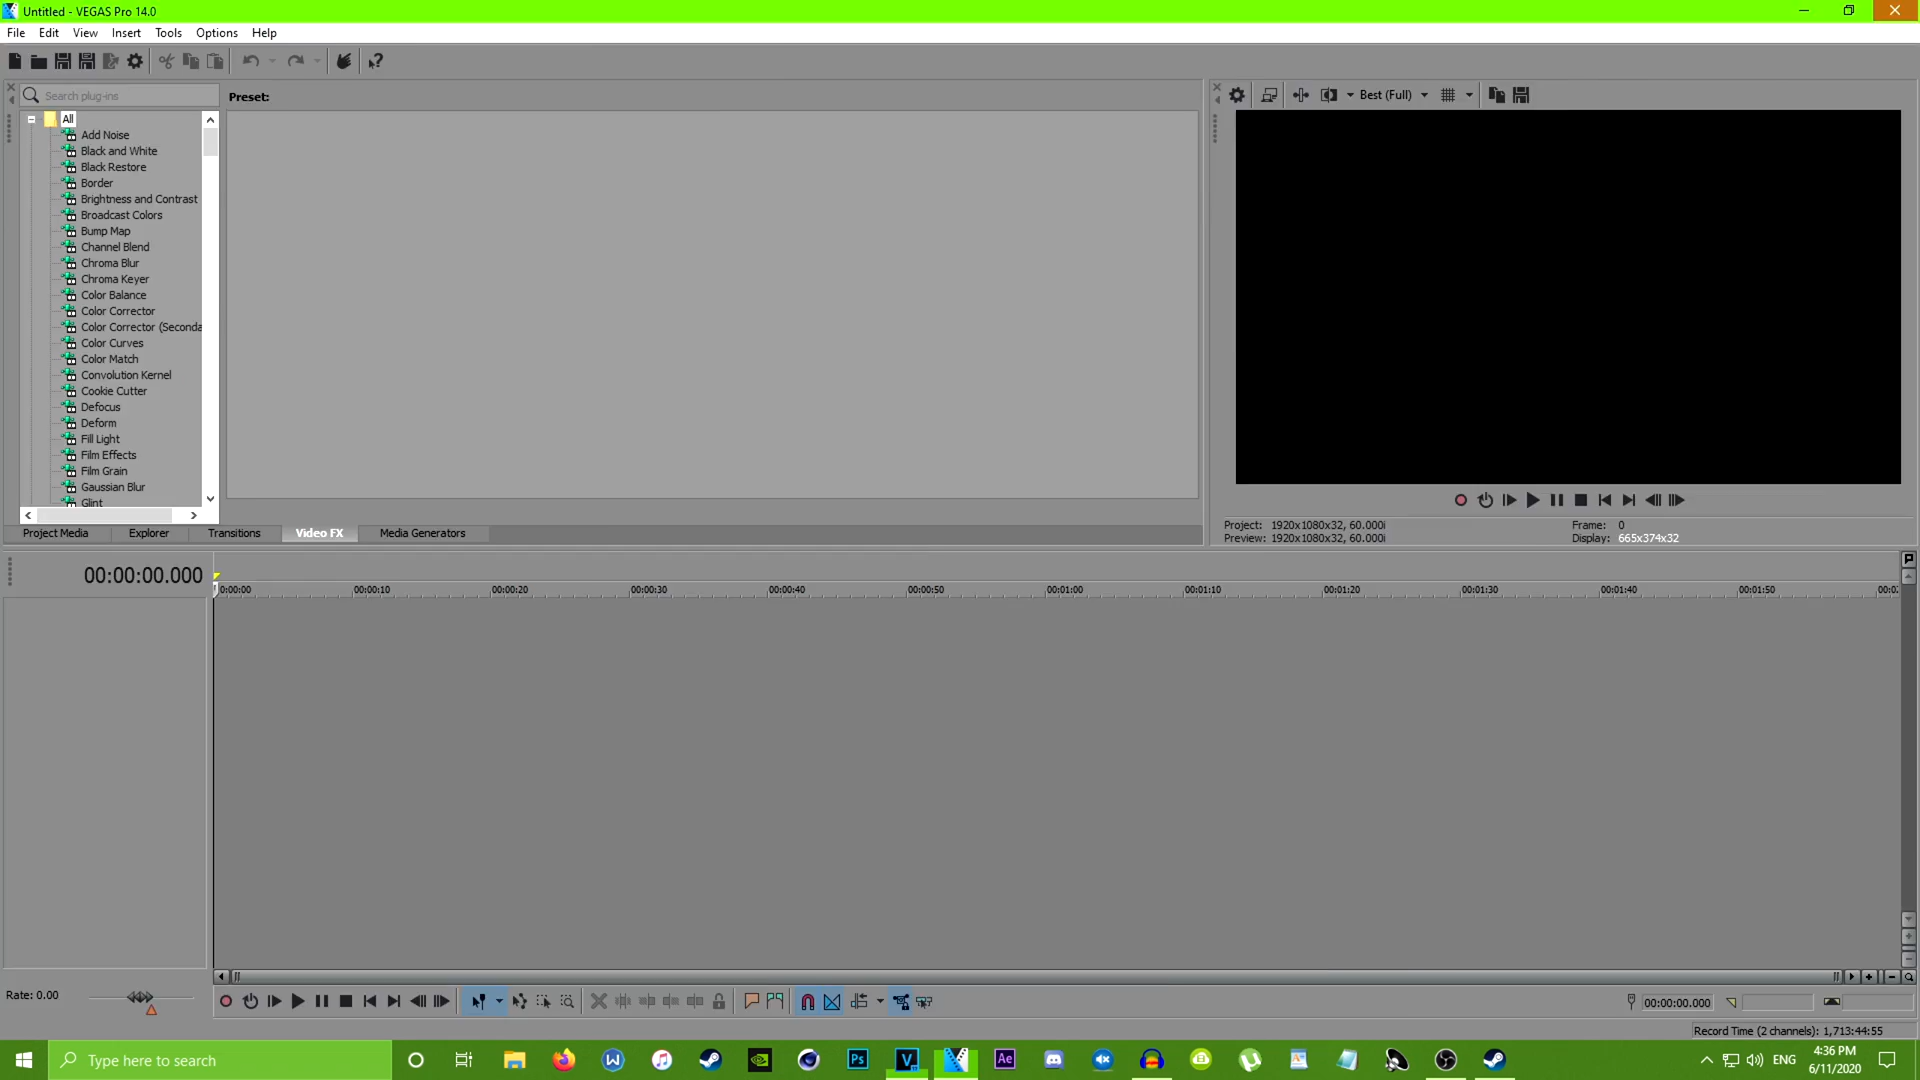 Untitled - VEGAS Pro 14.0
File Edit View Insert Tools Options Help
Search plug-ins
Preset:
Best (Full)
All
Add Noise
Black and White
Black Restore
Border
Brightness and Contrast
Broadcast Colors
Bump Map
Channel Blend
Chroma Blur
Chroma Keyer
Color Balance
Color Corrector
Color Corrector (Seconda
Color Curves
Color Match
Convolution Kernel
Cookie Cutter
Defocus
Deform
Fill Light
Film Effects
Film Grain
Gaussian Blur
Glint
Project Media Explorer Transitions Video FX Media Generators
Project: 1920x1080x32, 60.000i Frame: 0
Preview: 1920x1080x32, 60.000i Display: 665x374x32
00:00:00.000
0:00:00 00:00:10 00:00:20 00:00:30 00:00:40 00:00:50 00:01:00 00:01:10 00:01:20 00:01:30 00:01:40 00:01:50 00:0
Rate: 0.00
00:00:00.000
Record Time (2 channels): 1,713:44:55
Type here to search
Ps
V
Ae
ENG
4:36 PM
6/11/2020